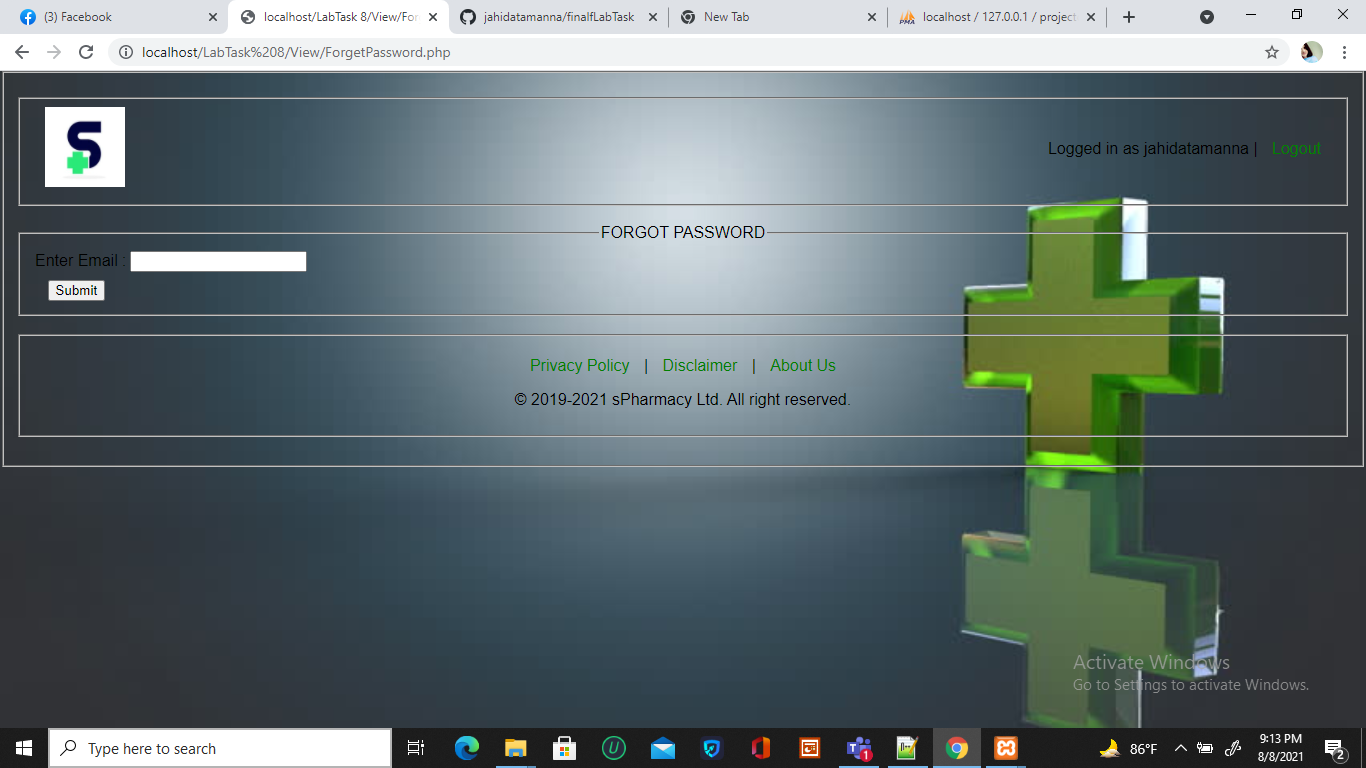 (3) Facebook
localhost/LabTask 8/View/For
jahidatamanna/finalfLabTask
New Tab
PMA
localhost / 127.0.0.1 / project
localhost/LabTask%208/View/ForgetPassword.php
S
Logged in as jahidatamanna | Logout
FORGOT PASSWORD
Enter Email :
Submit
Privacy Policy | Disclaimer | About Us
© 2019-2021 sPharmacy Ltd. All right reserved.
Activate Windows
Go to Settings to activate Windows.
Type here to search
U
1
86°F
9:13 PM
8/8/2021
2